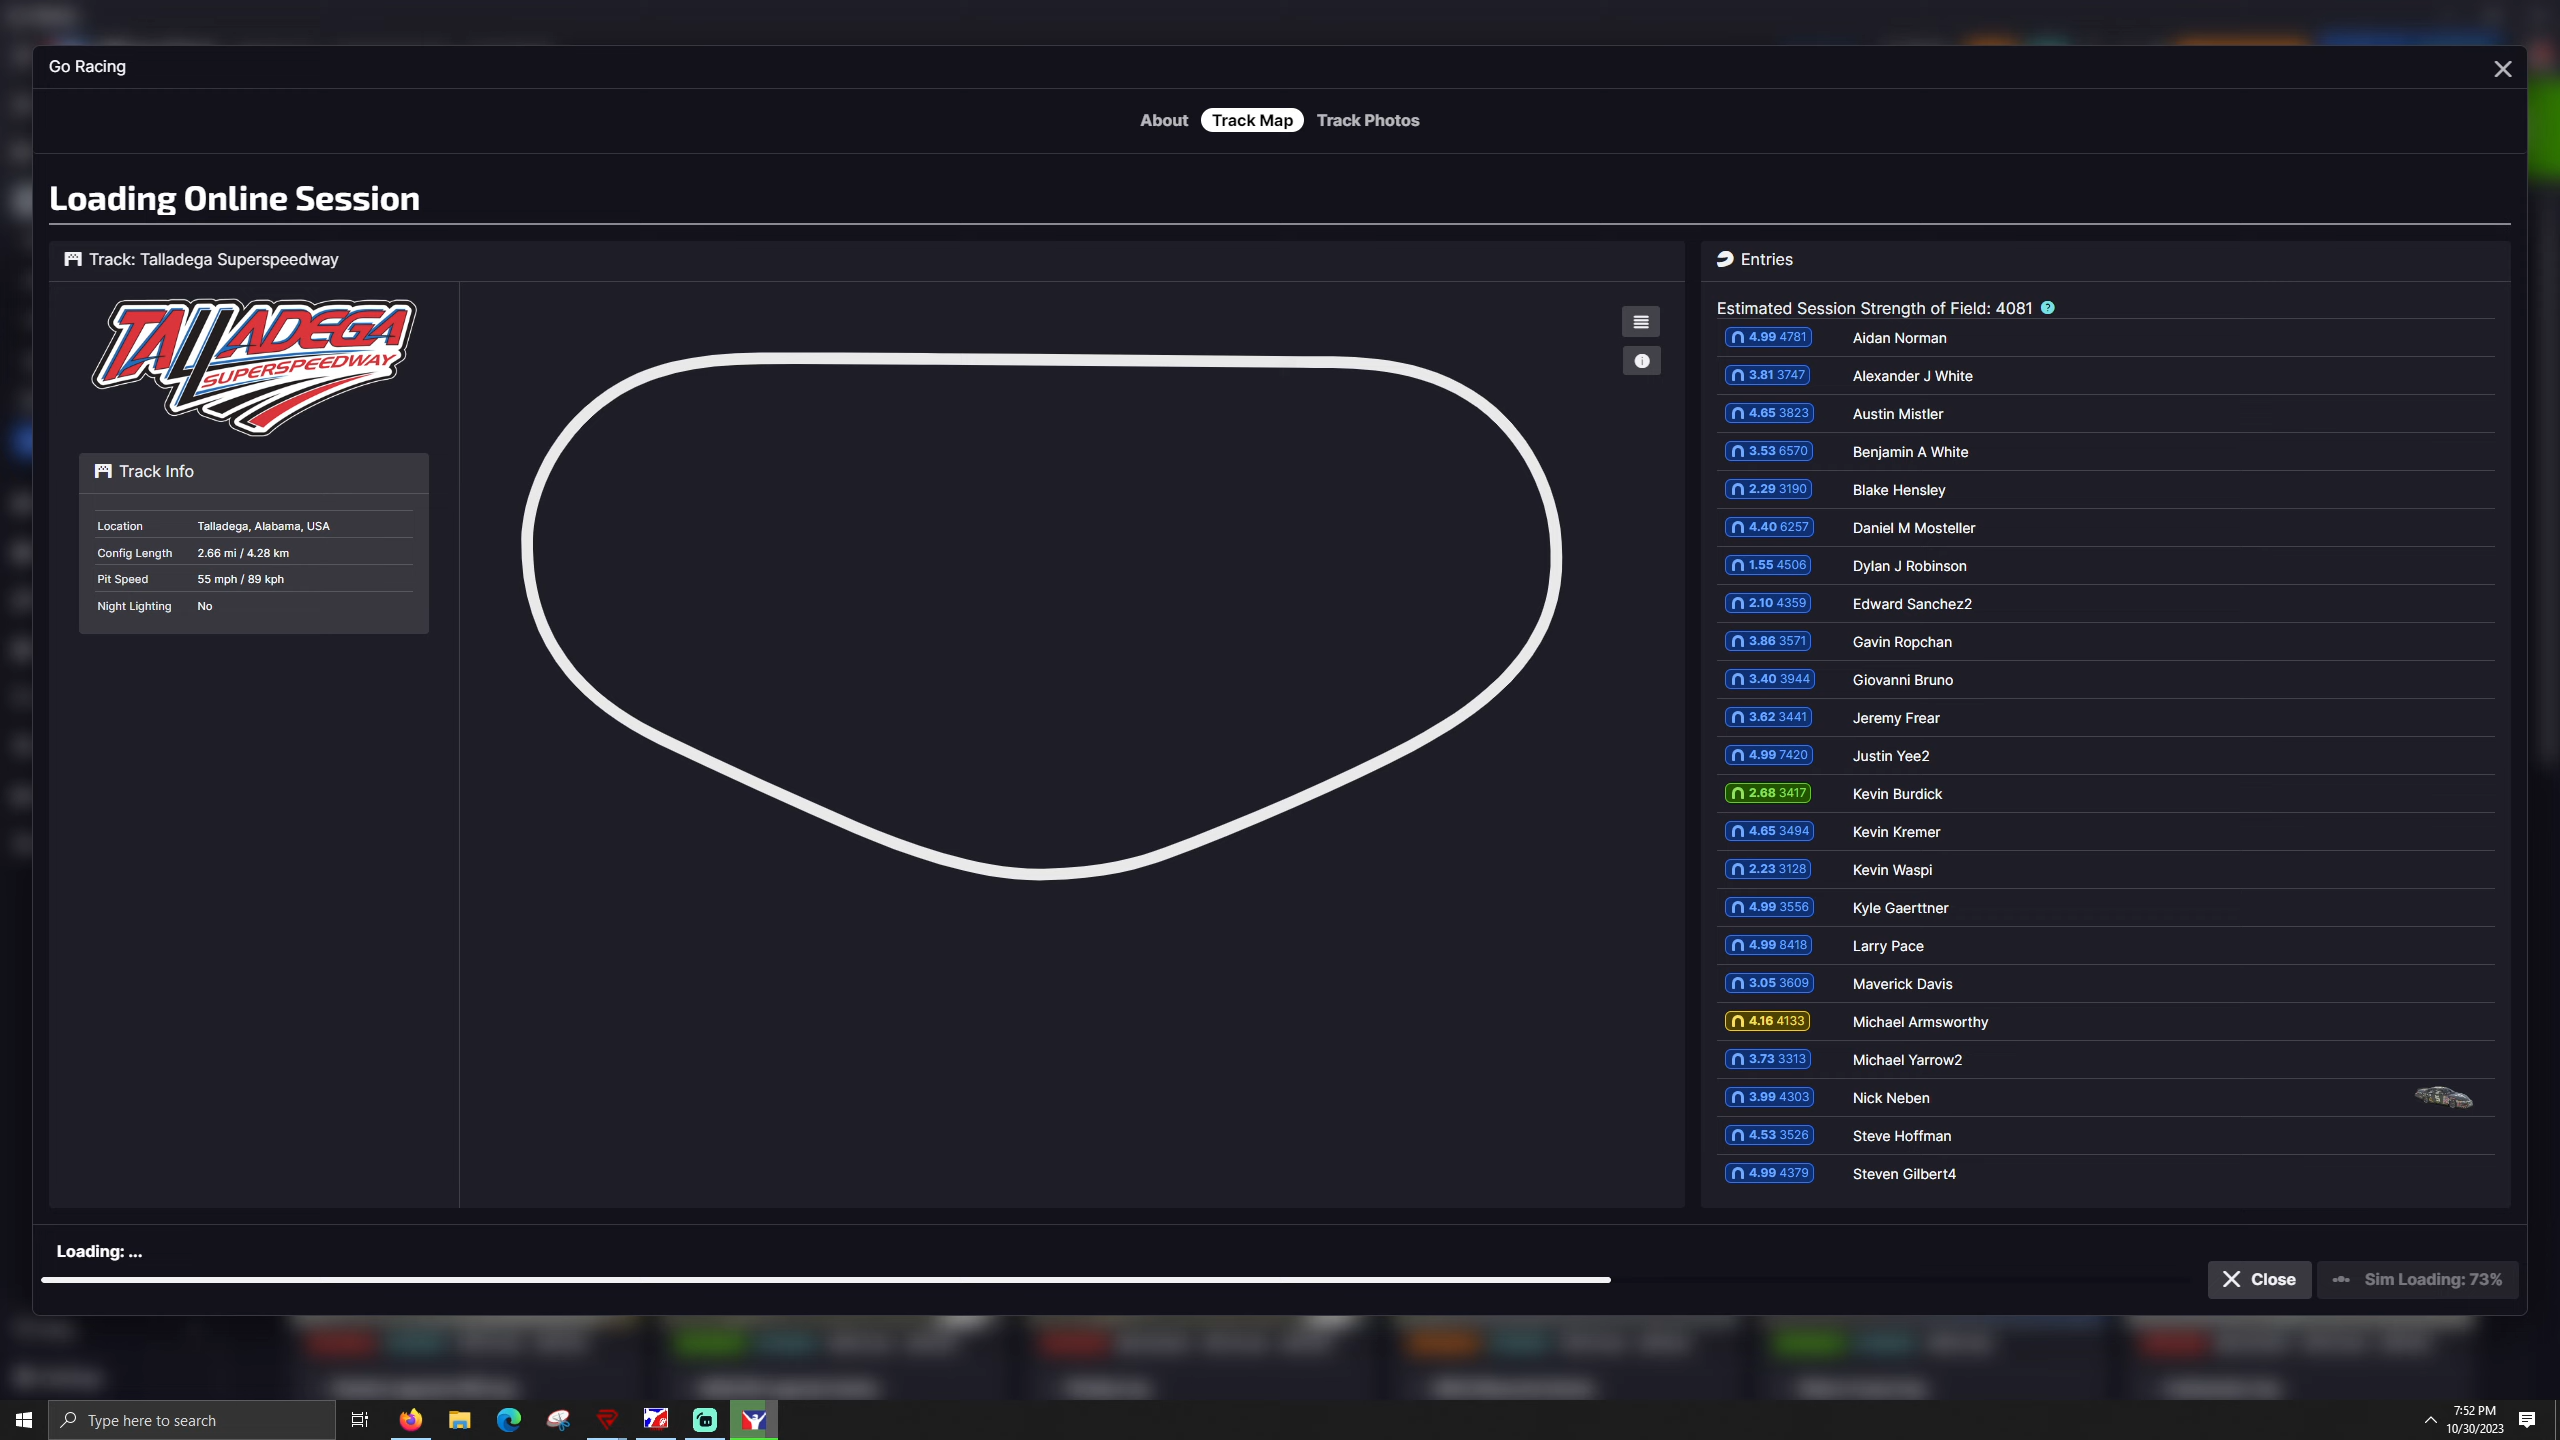 Go Racing
About Track Map Track Photos
Loading Online Session
Track: Talladega Superspeedway
TALLADEGA
SUPERSPEEDWAY
Track Info
Location Talladega, Alabama, USA
Config Length 2.66 mi / 4.28 km
Pit Speed 55 mph / 89 kph
Night Lighting No
Entries
Estimated Session Strength of Field: 4081 ?
4.99 4781 Aidan Norman
3.81 3747 Alexander J White
4.65 3823 Austin Mistler
3.53 6570 Benjamin A White
2.29 3190 Blake Hensley
4.40 6257 Daniel M Mosteller
1.55 4506 Dylan J Robinson
2.10 4359 Edward Sanchez2
3.86 3571 Gavin Ropchan
3.40 3944 Giovanni Bruno
3.62 3441 Jeremy Frear
4.99 7420 Justin Yee2
2.68 3417 Kevin Burdick
4.65 3494 Kevin Kremer
2.23 3128 Kevin Waspi
4.99 3556 Kyle Gaerttner
4.99 8418 Larry Pace
3.05 3609 Maverick Davis
4.16 4133 Michael Armsworthy
3.73 3313 Michael Yarrow2
3.99 4303 Nick Neben
4.53 3526 Steve Hoffman
4.99 4379 Steven Gilbert4
Loading: ...
Close Sim Loading: 73%
Type here to search
7:52 PM
10/30/2023